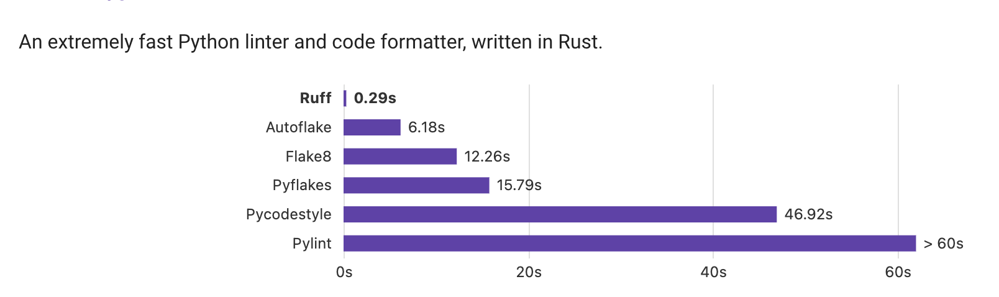 An extremely fast Python linter and code formatter, written in Rust.
Ruff 0.29s
Autoflake 6.18s
Flake8 12.26s
Pyflakes 15.79s
Pycodestyle 46.92s
Pylint > 60s
0s 20s 40s 60s